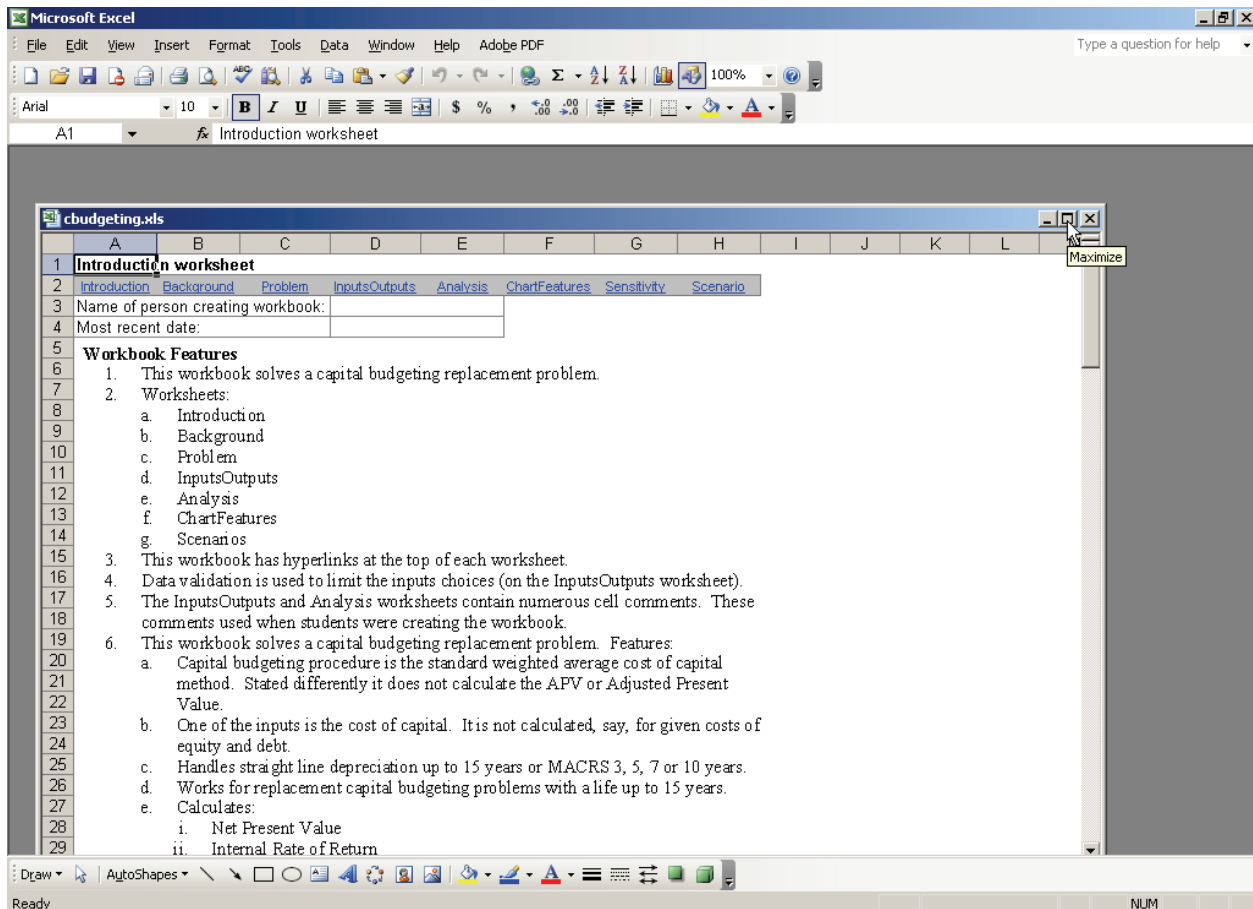 Microsoft Excel
File Edit View Insert Format Tools Data Window Help Adobe PDF Type a question for help
100%
Arial 10 B I U $ % , .00 .00 A
A1 fx Introduction worksheet
cbudgeting.xls
A B C D E F G H I J K L
Maximize
1 Introduction worksheet
2 Introduction Background Problem InputsOutputs Analysis ChartFeatures Sensitivity Scenario
3 Name of person creating workbook:
4 Most recent date:
5 Workbook Features
6 1. This workbook solves a capital budgeting replacement problem.
7 2. Worksheets:
8 a. Introduction
9 b. Background
10 c. Problem
11 d. InputsOutputs
12 e. Analysis
13 f. ChartFeatures
14 g. Scenarios
15 3. This workbook has hyperlinks at the top of each worksheet.
16 4. Data validation is used to limit the inputs choices (on the InputsOutputs worksheet).
17 5. The InputsOutputs and Analysis worksheets contain numerous cell comments. These
18 comments used when students were creating the workbook.
19 6. This workbook solves a capital budgeting replacement problem. Features:
20 a. Capital budgeting procedure is the standard weighted average cost of capital
21 method. Stated differently it does not calculate the APV or Adjusted Present
22 Value.
23 b. One of the inputs is the cost of capital. It is not calculated, say, for given costs of
24 equity and debt.
25 c. Handles straight line depreciation up to 15 years or MACRS 3, 5, 7 or 10 years.
26 d. Works for replacement capital budgeting problems with a life up to 15 years.
27 e. Calculates:
28 i. Net Present Value
29 ii. Internal Rate of Return
Draw AutoShapes A
Ready NUM